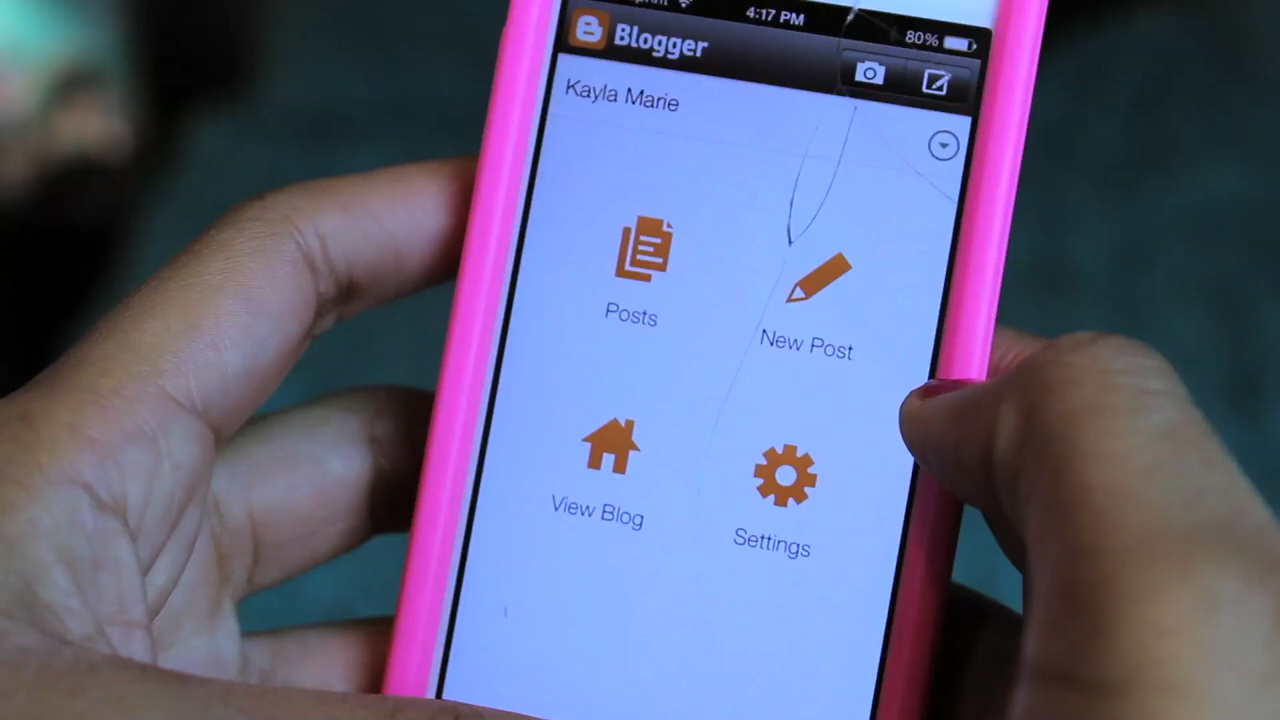 4:17 PM
80%
Blogger
Kayla Marie
Posts
New Post
View Blog
Settings